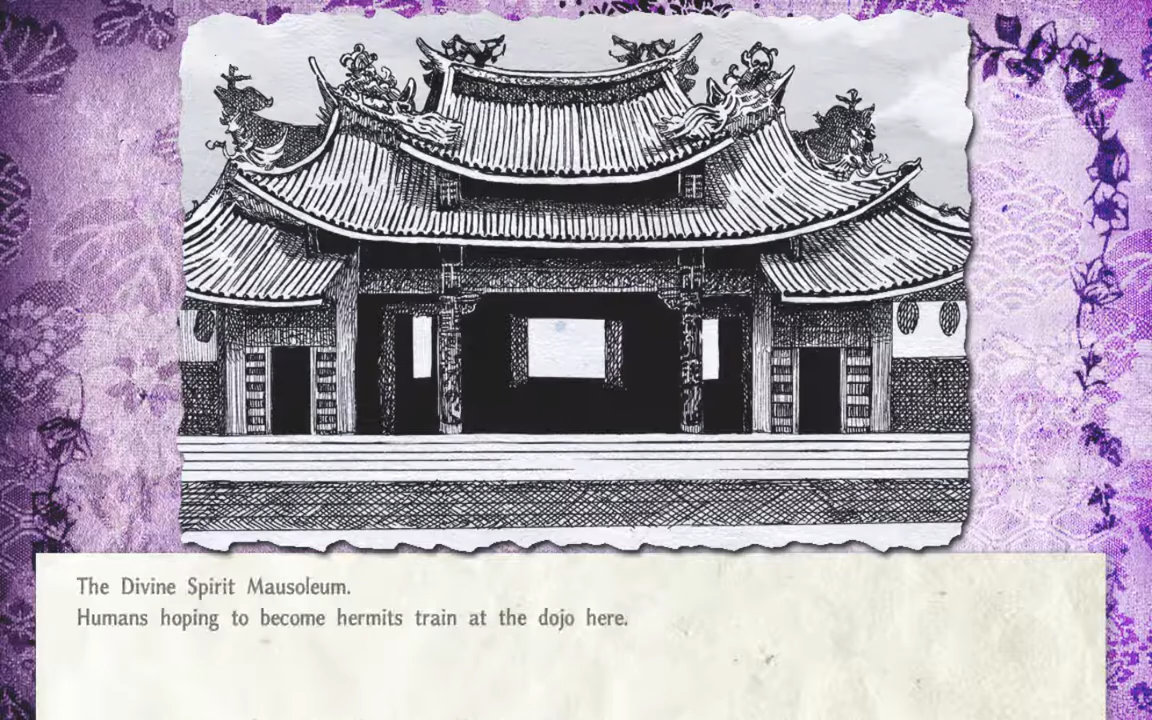 The Divine Spirit Mausoleum.
Humans hoping to become hermits train at the dojo here.